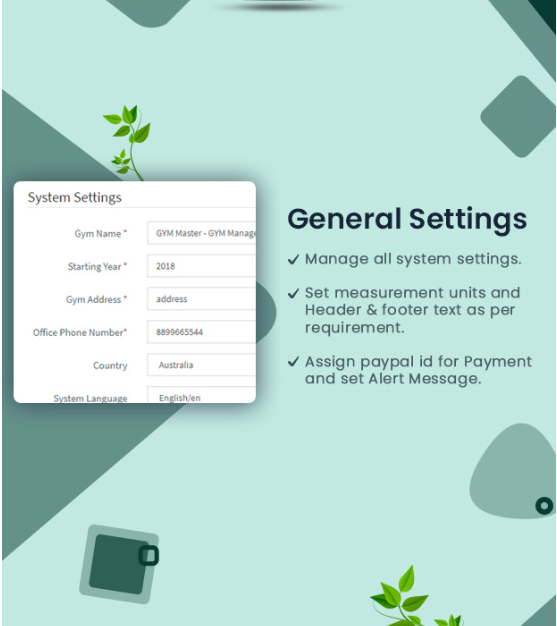 System Settings
Gym Name *
GYM Master - GYM Manage
Starting Year *
2018
Gym Address *
address
Office Phone Number*
8899665544
Country
Australia
System Language
English/en
General Settings
Manage all system settings.
Set measurement units and
Header & footer text as per
requirement.
Assign paypal id for Payment
and set Alert Message.